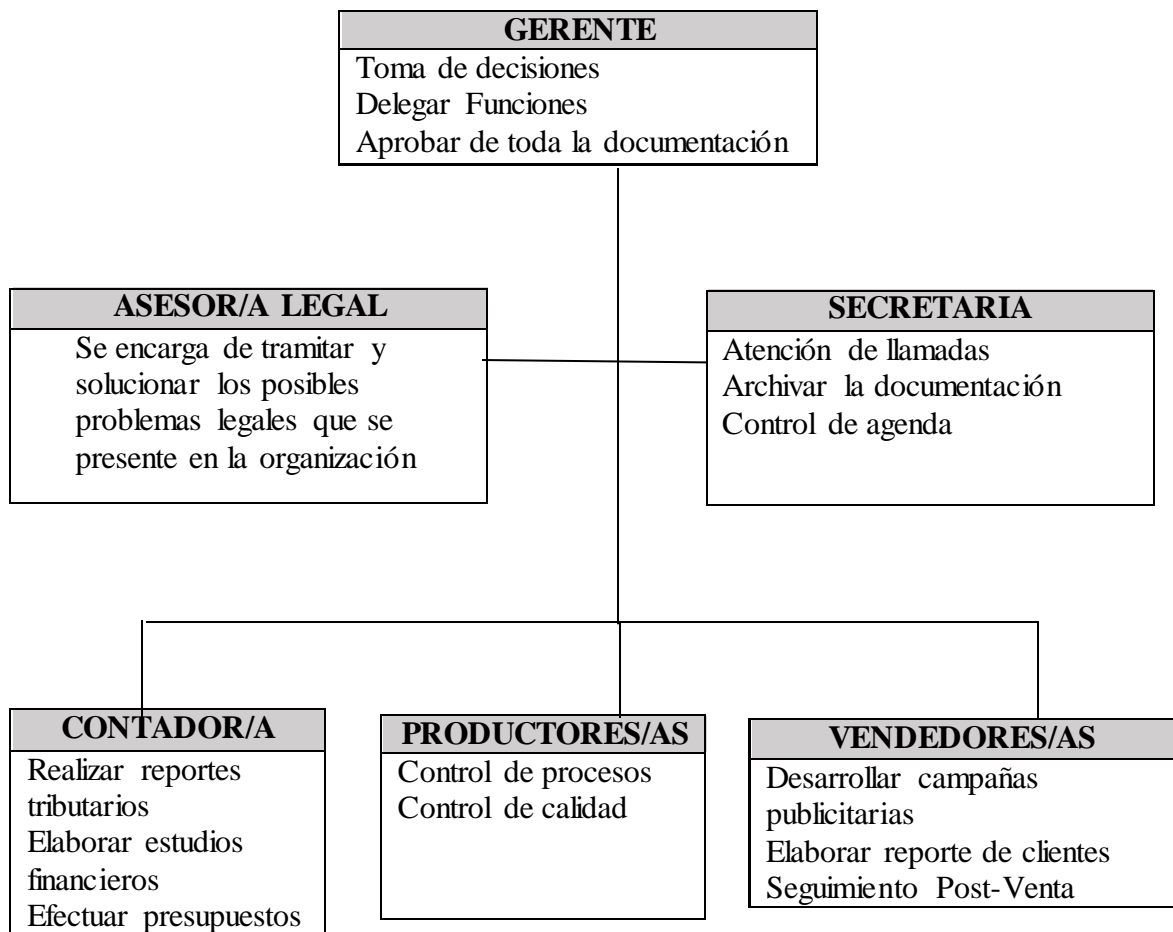 GERENTE
Toma de decisiones
Delegar Funciones
Aprobar de toda la documentación
ASESOR/A LEGAL
Se encarga de tramitar y
solucionar los posibles
problemas legales que se
presente en la organización
SECRETARIA
Atención de llamadas
Archivar la documentación
Control de agenda
CONTADOR/A
Realizar reportes
tributarios
Elaborar estudios
financieros
Efectuar presupuestos
PRODUCTORES/AS
Control de procesos
Control de calidad
VENDEDORES/AS
Desarrollar campañas
publicitarias
Elaborar reporte de clientes
Seguimiento Post-Venta